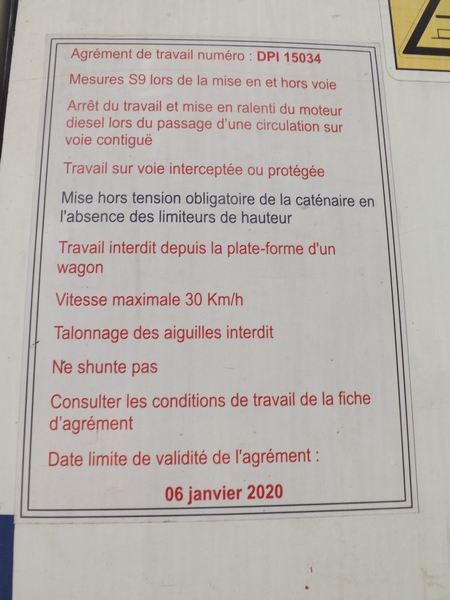 Agrément de travail numéro : DPI 15034
Mesures S9 lors de la mise en et hors voie
Arrêt du travail et mise en ralenti du moteur
diesel lors du passage d'une circulation sur
voie contiguë
Travail sur voie interceptée ou protégée
Mise hors tension obligatoire de la caténaire en
l'absence des limiteurs de hauteur
Travail interdit depuis la plate-forme d'un
wagon
Vitesse maximale 30 Km/h
Talonnage des aiguilles interdit
Ne shunte pas
Consulter les conditions de travail de la fiche
d'agrément
Date limite de validité de l'agrément :
06 janvier 2020